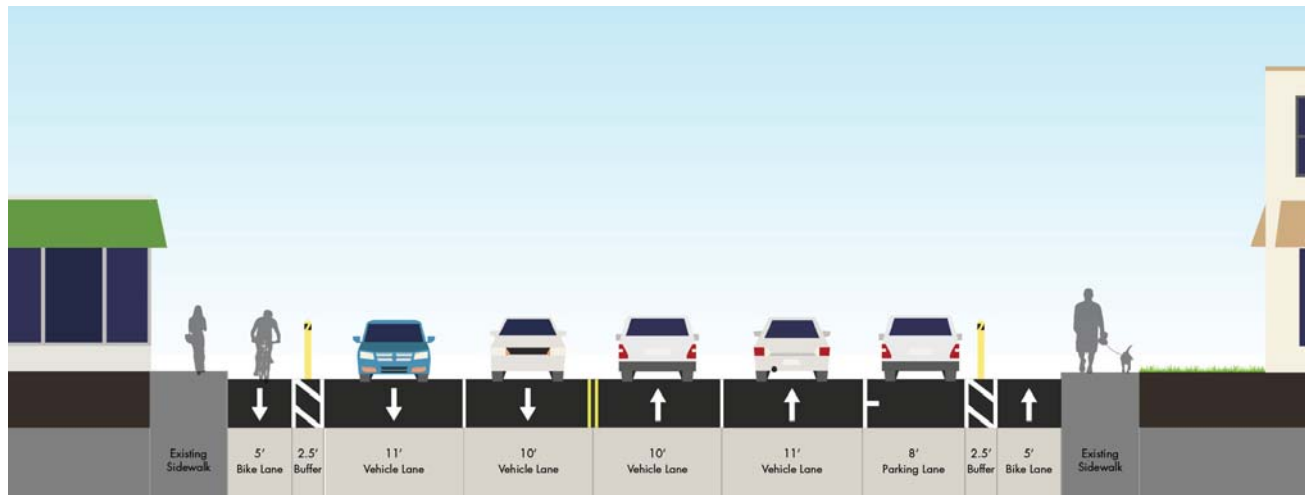 Existing
Sidewalk
5'
Bike Lane
2.5'
Buffer
11'
Vehicle Lane
10'
Vehicle Lane
10'
Vehicle Lane
11'
Vehicle Lane
8'
Parking Lane
2.5'
Buffer
5'
Bike Lane
Existing
Sidewalk